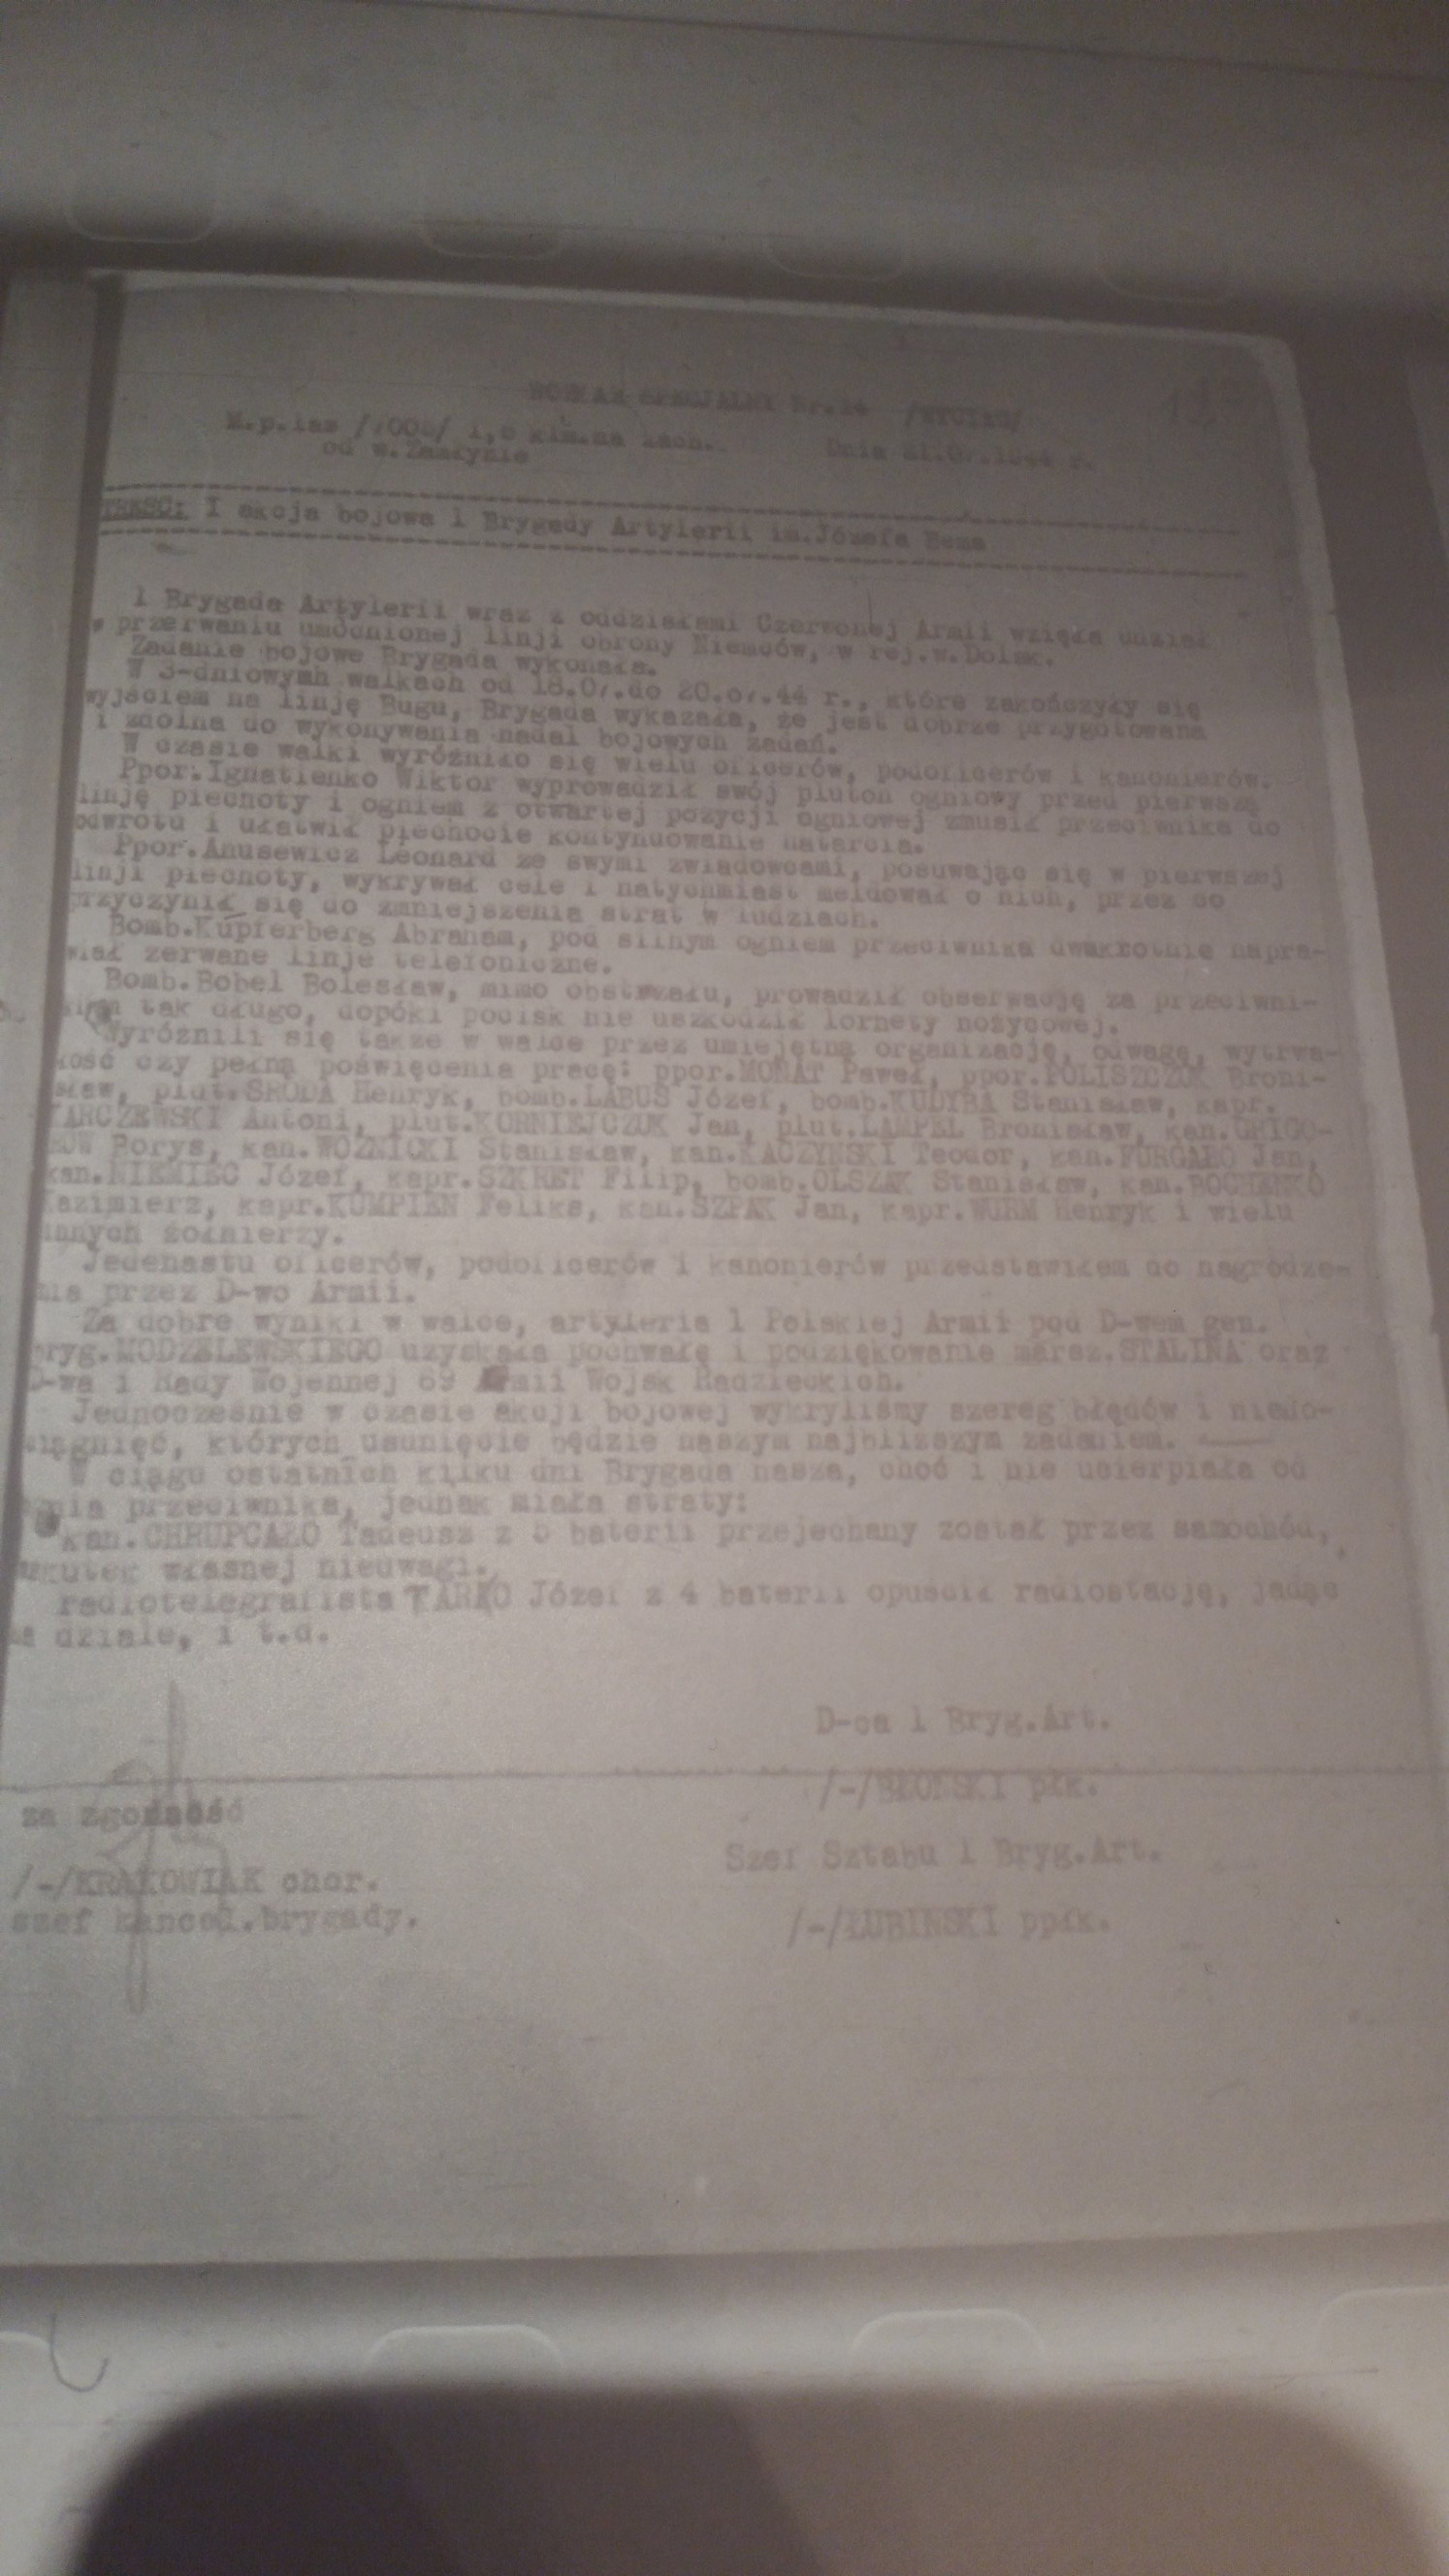 ROZKAZ SPECJALNY Nr.14 /WYCIĄG/
M.p.las /7008/ 1,5 klm.na zach. Dnia 21.07.1944 r.
od w.Zastynie
TREŚĆ: I akcja bojowa 1 Brygady Artylerii im.Józefa Bema
1 Brygada Artylerii wraz z oddziałami Czerwonej Armii wzięła udział
w przerwaniu umocnionej linji obrony Niemców, w rej.w.Dolsk.
Zadanie bojowe Brygada wykonała.
W 3-dniowymh walkach od 18.07.do 20.07.44 r., które zakończyły się
wyjściem na linję Bugu, Brygada wykazała, że jest dobrze przygotowana
i zdolna do wykonywania nadal bojowych zadań.
W czasie walki wyróżniło się wielu oficerów, podoficerów i kanonierów.
Ppor.Ignatienko Wiktor wyprowadził swój pluton ogniowy przed pierwszą
linję piechoty i ogniem z otwartej pozycji ogniowej zmusił przeciwnika do
odwrotu i ułatwił piechocie kontynuowanie natarcia.
Ppor.Anusewicz Leonard ze swymi zwiadowcami, posuwając się w pierwszej
linji piechoty, wykrywał cele i natychmiast meldował o nich, przez co
przyczynił się do zmniejszenia strat w ludziach.
Bomb.Kupferberg Abraham, pod silnym ogniem przeciwnika dwukrotnie napra-
wiał zerwane linje telefoniczne.
Bomb.Bobel Bolesław, mimo obstrzału, prowadził obserwację za przeciwni-
kiem tak długo, dopóki pocisk nie uszkodził lornety nożycowej.
Wyróżnili się także w walce przez umiejętną organizację, odwagę, wytrwa-
łość czy pełną poświęcenia pracę: ppor.MORAT Paweł, ppor.POLISZCZUK Broni-
sław, plut.ŚRODA Henryk, bomb.LABUS Józef, bomb.KUDYBA Stanisław, kapr.
KARCZEWSKI Antoni, plut.KORNIEJCZUK Jan, plut.LAMPEL Bronisław, kan.GRIGO-
ROW Borys, kan.WOŹNICKI Stanisław, kan.KACZYŃSKI Teodor, kan.FURGAŁO Jan,
kan.NIEMIEC Józef, kapr.SZKRET Filip, bomb.OLSZAK Stanisław, kan.BOCHENKO
Kazimierz, kapr.KUMPIEN Feliks, kan.SZPAK Jan, kapr.WURM Henryk i wielu
innych żołnierzy.
Jedenastu oficerów, podoficerów i kanonierów przedstawiłem do nagrodze-
nia przez D-wo Armii.
Za dobre wyniki w walce, artyleria 1 Polskiej Armii pod D-wem gen.
bryg.MODZELEWSKIEGO uzyskała pochwałę i podziękowanie marsz.STALINA oraz
D-wa i Rady Wojennej 69 Armii Wojsk Radzieckich.
Jednocześnie w czasie akcji bojowej wykryliśmy szereg błędów i niedo-
ciągnięć, których usunięcie będzie naszym najbliższym zadaniem.
W ciągu ostatnich kilku dni Brygada nasza, choć i nie ucierpiała od
ognia przeciwnika, jednak miała straty:
kan.CHRUPCAŁO Tadeusz z 5 baterii przejechany został przez samochód,
wskutek własnej nieuwagi.
radiotelegrafista TARKO Józef z 4 baterii opuścił radiostację, jadąc
na dziale, i t.d.
D-ca 1 Bryg.Art.
/-/BŁOŃSKI płk.
za zgodność
Szef Sztabu 1 Bryg.Art.
/-/KRAKOWIAK chor.
szef kancel.brygady.
/-/ŁUBIŃSKI ppłk.